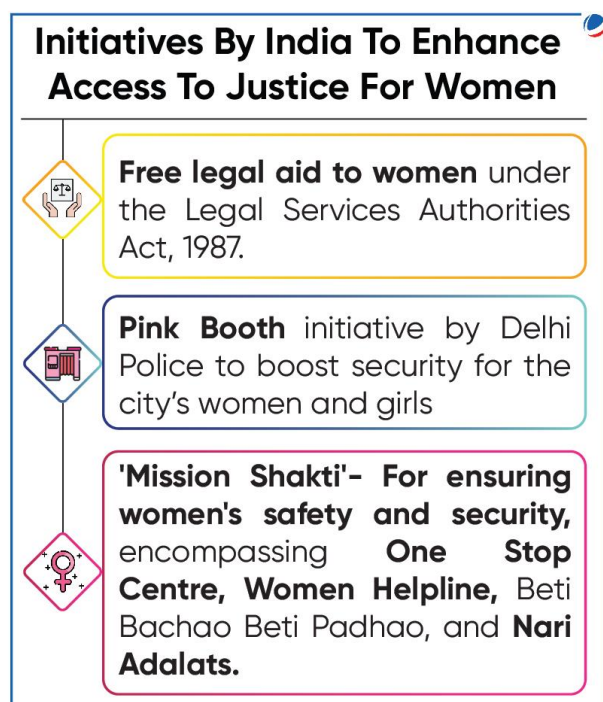 Initiatives By India To Enhance
Access To Justice For Women
Free legal aid to women under
the Legal Services Authorities
Act, 1987.
Pink Booth initiative by Delhi
Police to boost security for the
city's women and girls
'Mission Shakti'- For ensuring
women's safety and security,
encompassing One Stop
Centre, Women Helpline, Beti
Bachao Beti Padhao, and Nari
Adalats.